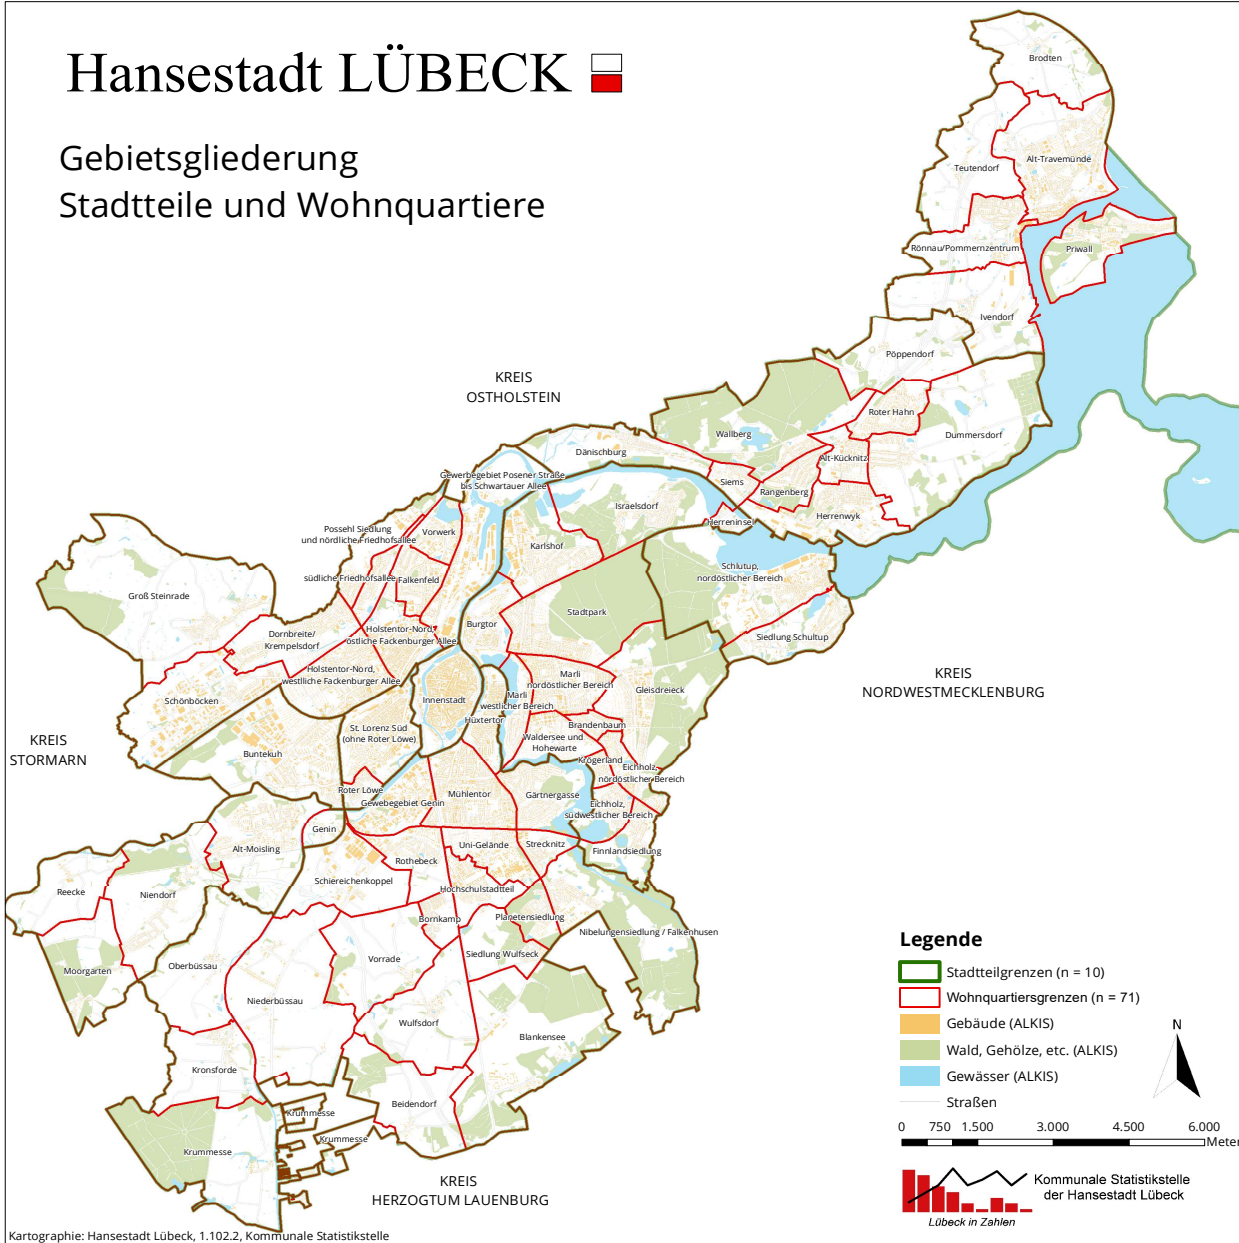 Hansestadt LÜBECK
Gebietsgliederung
Stadtteile und Wohnquartiere
Brodten
Alt-Travemünde
Teutendorf
Rönnau/Pommernzentrum
Priwall
Ivendorf
Pöppendorf
KREIS
OSTHOLSTEIN
Roter Hahn
Wallberg
Dummersdorf
Dänischburg
Alt-Kücknitz
Gewerbegebiet Posener Straße
bis Schwartauer Allee
Siems
Rangenberg
Israelsdorf
Herreninsel
Herrenwyk
Possehl Siedlung
und nördliche Friedhofsallee
Vorwerk
Karlshof
Schlutup,
nordöstlicher Bereich
südliche Friedhofsallee
Falkenfeld
Groß Steinrade
Stadtpark
Burgtor
Siedlung Schultup
Dornbreite/
Krempelsdorf
Holstentor-Nord,
östliche Fackenburger Allee
Holstentor-Nord,
westlliche Fackenburger Allee
Marli
nordöstlicher Bereich
Gleisdreieck
KREIS
NORDWESTMECKLENBURG
Schönböcken
Innenstadt
Marli
westlicher Bereich
Hüxtertor
Brandenbaum
St. Lorenz Süd
(ohne Roter Löwe)
Waldersee und
Hohewarte
KREIS
STORMARN
Buntekuh
Krögerland
Eichholz,
nördöstlicher Bereich
Roter Löwe
Gewebegebiet Genin
Mühlentor
Gärtnergasse
Eichholz,
südwestlicher Bereich
Genin
Alt-Moisling
Uni-Gelände
Strecknitz
Finnlandsiedlung
Rothebeck
Schiereichenkoppel
Hochschulstadtteil
Reecke
Niendorf
Bornkamp
Planetensiedlung
Nibelungensiedlung / Falkenhusen
Siedlung Wulfseck
Moorgarten
Oberbüssau
Vorrade
Niederbüssau
Wulfsdorf
Blankensee
Kronsforde
Beidendorf
Krummesse
Krummesse
Krummesse
KREIS
HERZOGTUM LAUENBURG
Legende
Stadtteilgrenzen (n = 10)
Wohnquartiersgrenzen (n = 71)
Gebäude (ALKIS)
Wald, Gehölze, etc. (ALKIS)
Gewässer (ALKIS)
Straßen
N
0 750 1.500 3.000 4.500 6.000
Meter
Kommunale Statistikstelle
der Hansestadt Lübeck
Lübeck in Zahlen
Kartographie: Hansestadt Lübeck, 1.102.2, Kommunale Statistikstelle